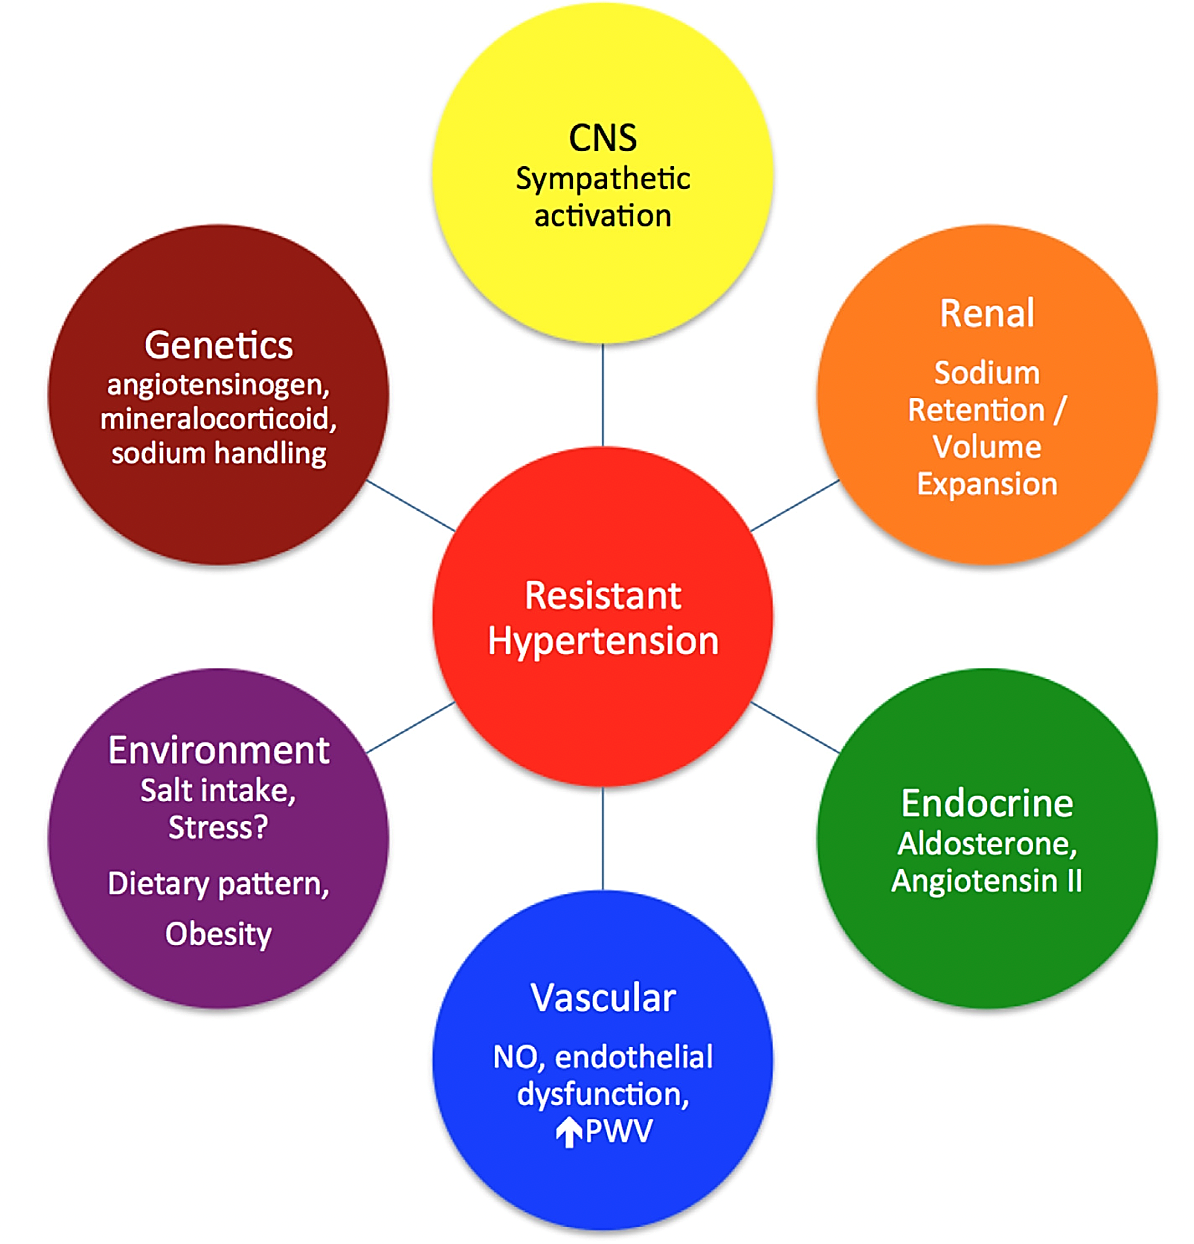 CNS
Sympathetic
activation
Genetics
angiotensinogen,
mineralocorticoid,
sodium handling
Renal
Sodium
Retention /
Volume
Expansion
Resistant
Hypertension
Environment
Salt intake,
Stress?
Dietary pattern,
Obesity
Endocrine
Aldosterone,
Angiotensin II
Vascular
NO, endothelial
dysfunction,
⬆PWV